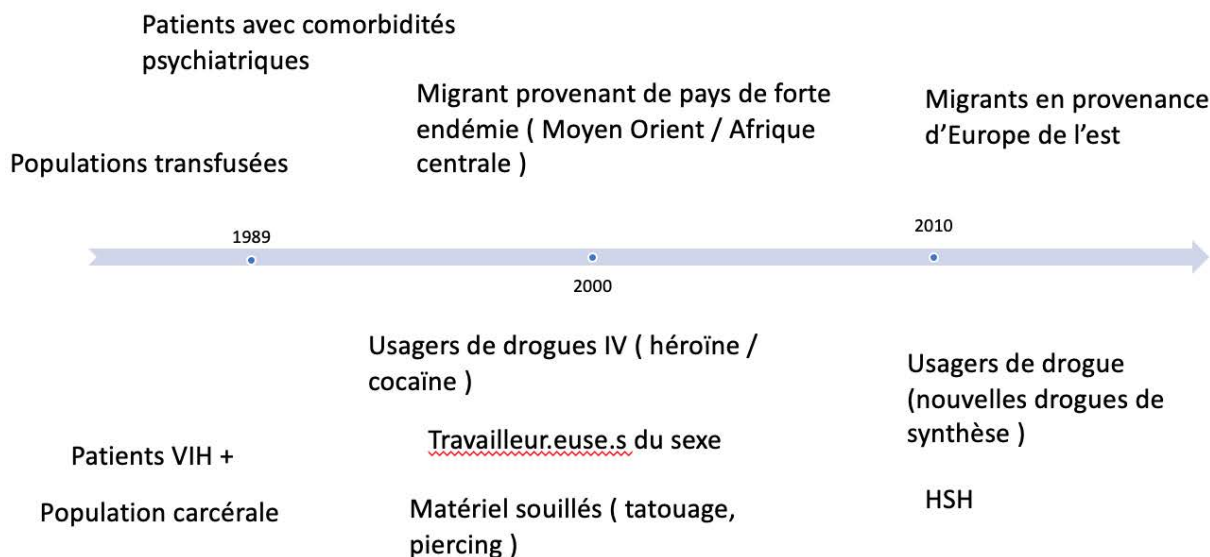 Patients avec comorbidités
psychiatriques
Migrant provenant de pays de forte
endémie ( Moyen Orient / Afrique
centrale )
Migrants en provenance
d’Europe de l’est
Populations transfusées
1989
2000
2010
Usagers de drogues IV ( héroïne /
cocaïne )
Usagers de drogue
(nouvelles drogues de
synthèse )
Patients VIH +
Travailleur.euse.s du sexe
Population carcérale
Matériel souillés ( tatouage,
piercing )
HSH